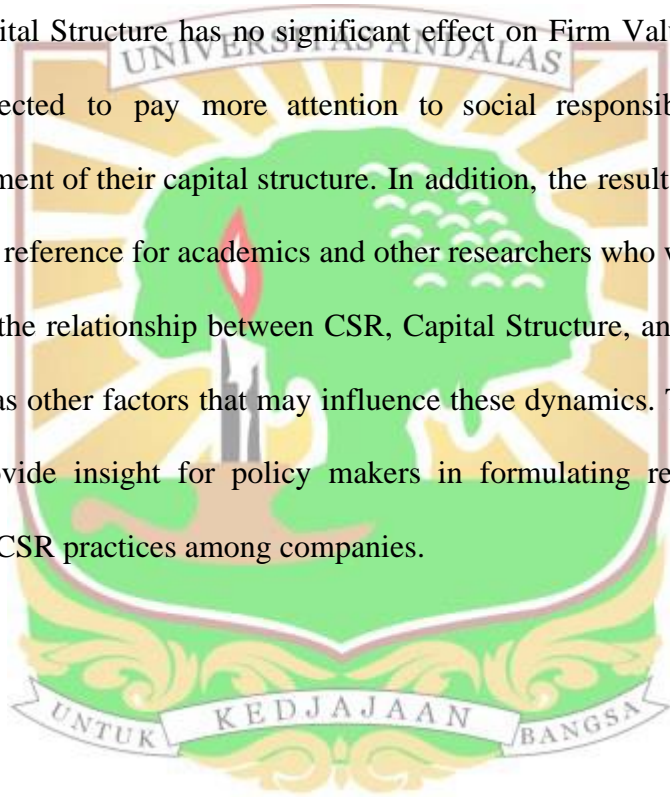 ital Structure has no significant effect on Firm Val
UNIVERSITAS ANDALAS
ected to pay more attention to social responsib
ment of their capital structure. In addition, the result
reference for academics and other researchers who w
the relationship between CSR, Capital Structure, an
as other factors that may influence these dynamics. T
vide insight for policy makers in formulating re
CSR practices among companies.
UNTUK KEDJAJAAN BANGSA